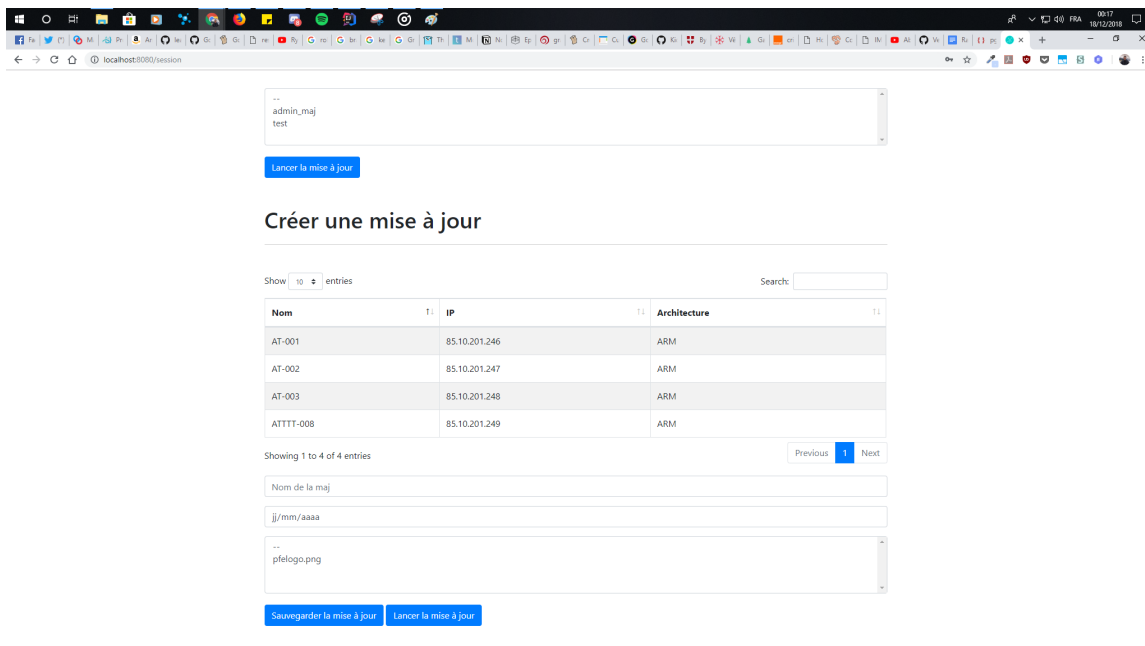 FRA
00:17
18/12/2018
localhost:8080/session
--
admin_maj
test
Lancer la mise à jour
Créer une mise à jour
Show 10 entries
Search:
Nom IP Architecture
AT-001 85.10.201.246 ARM
AT-002 85.10.201.247 ARM
AT-003 85.10.201.248 ARM
ATTTT-008 85.10.201.249 ARM
Showing 1 to 4 of 4 entries
Previous 1 Next
Nom de la maj
jj/mm/aaaa
--
pfelogo.png
Sauvegarder la mise à jour Lancer la mise à jour